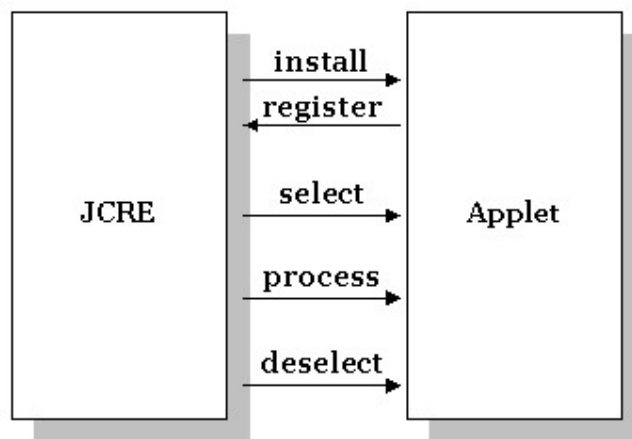 install
register
JCRE
select
Applet
process
deselect